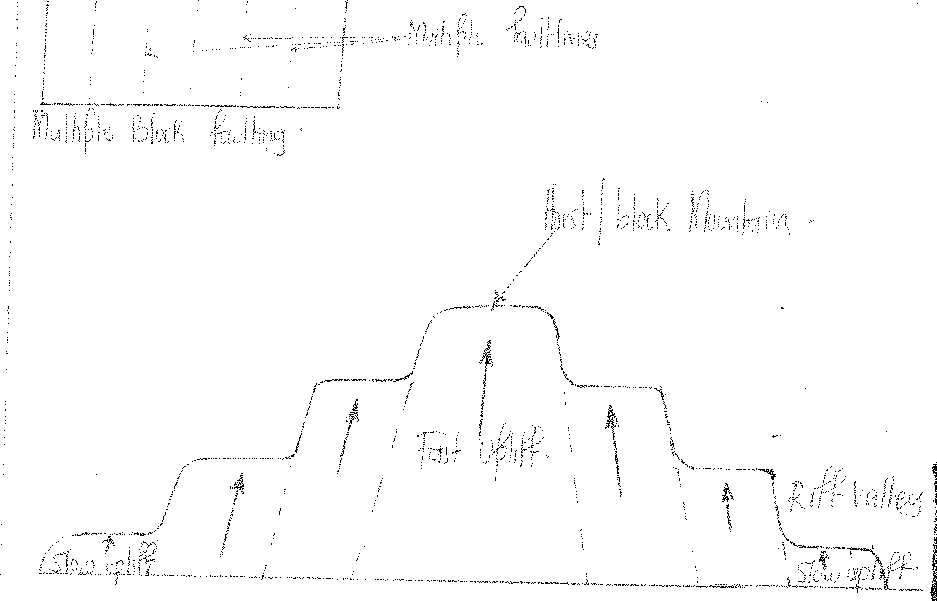 Multiple faultlines
Multiple Block faulting.
Horst/block Mountain.
Fast Uplift.
Rift Valley
Slow uplift
Slow uplift